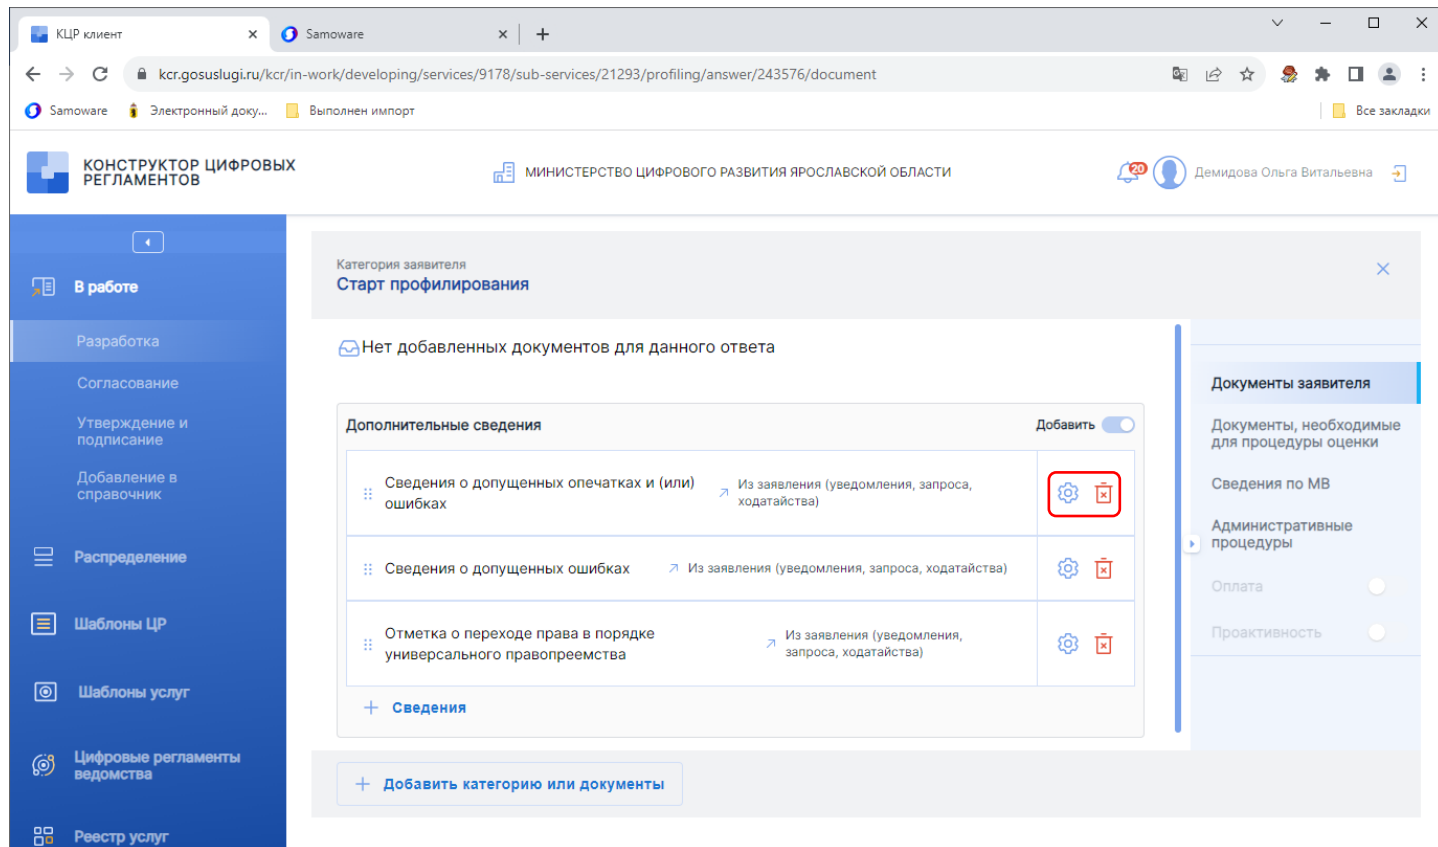 КЦР клиент
Samoware
kcr.gosuslugi.ru/kcr/in-work/developing/services/9178/sub-services/21293/profiling/answer/243576/document
Samoware
Электронный доку...
Выполнен импорт
Все закладки
КОНСТРУКТОР ЦИФРОВЫХ
РЕГЛАМЕНТОВ
МИНИСТЕРСТВО ЦИФРОВОГО РАЗВИТИЯ ЯРОСЛАВСКОЙ ОБЛАСТИ
20
Демидова Ольга Витальевна
В работе
Разработка
Согласование
Утверждение и
подписание
Добавление в
справочник
Распределение
Шаблоны ЦР
Шаблоны услуг
Цифровые регламенты
ведомства
Реестр услуг
Категория заявителя
Старт профилирования
Нет добавленных документов для данного ответа
Дополнительные сведения
Добавить
Сведения о допущенных опечатках и (или)
ошибках
Из заявления (уведомления, запроса,
ходатайства)
Сведения о допущенных ошибках
Из заявления (уведомления, запроса, ходатайства)
Отметка о переходе права в порядке
универсального правопреемства
Из заявления (уведомления,
запроса, ходатайства)
+ Сведения
+ Добавить категорию или документы
Документы заявителя
Документы, необходимые
для процедуры оценки
Сведения по МВ
Административные
процедуры
Оплата
Проактивность